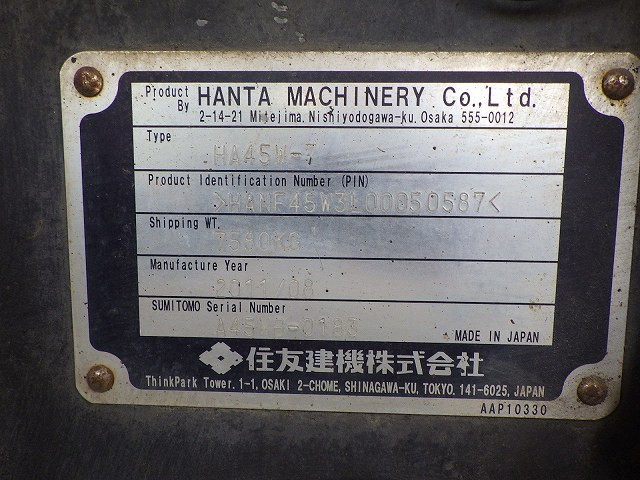 Product By HANTA MACHINERY Co.,Ltd.
2-14-21 Mitejima, Nishiyodogawa-ku, Osaka 555-0012
Type
HA45W-7
Product Identification Number (PIN)
Shipping WT.
Manufacture Year
2011/08
SUMITOMO Serial Number
MADE IN JAPAN
住友建機株式会社
ThinkPark Tower. 1-1, OSAKI 2-CHOME, SHINAGAWA-KU, TOKYO. 141-6025, JAPAN
AAP10330